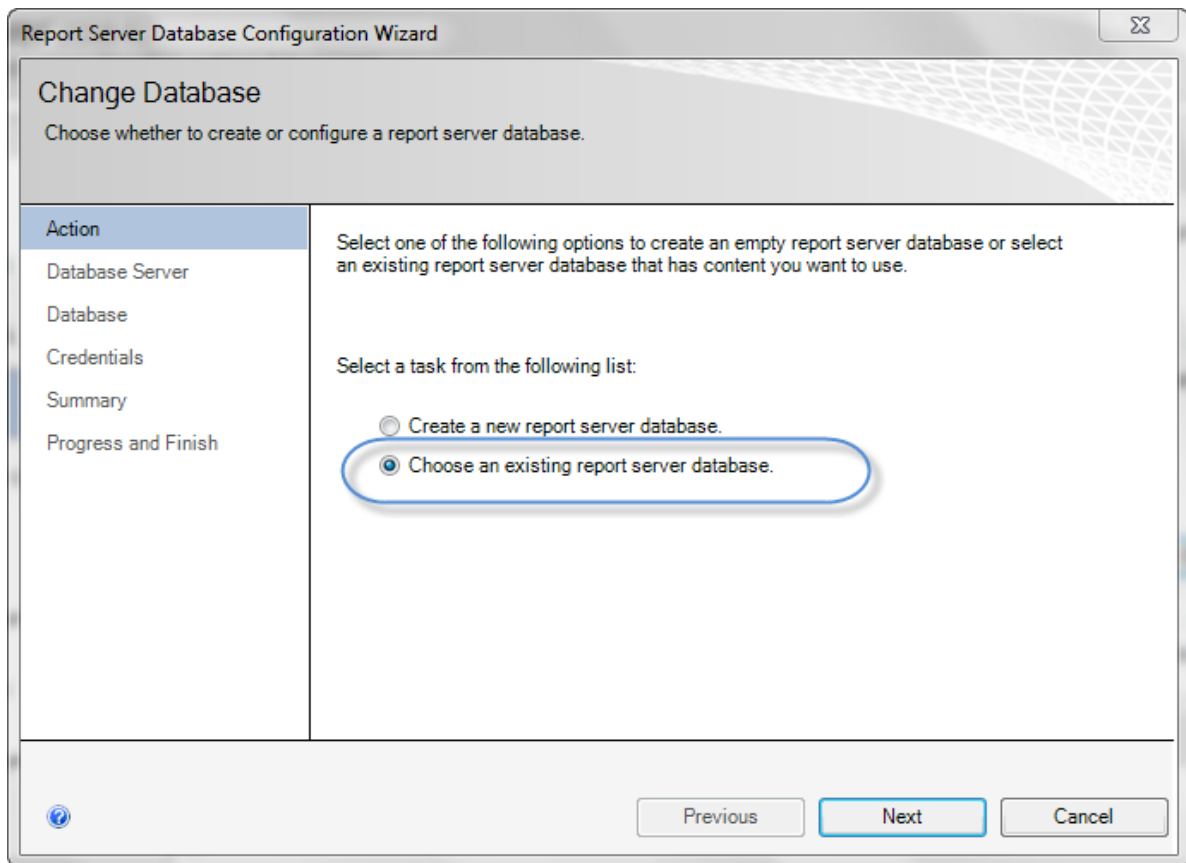 Report Server Database Configuration Wizard
Change Database
Choose whether to create or configure a report server database.
Action
Database Server
Database
Credentials
Summary
Progress and Finish
Select one of the following options to create an empty report server database or select
an existing report server database that has content you want to use.
Select a task from the following list:
Create a new report server database.
Choose an existing report server database.
Previous
Next
Cancel